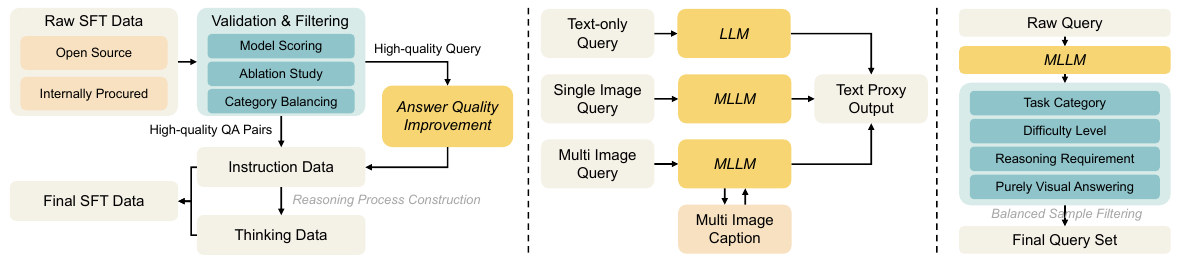 Raw SFT Data
Open Source
Internally Procured
Validation & Filtering
Model Scoring
Ablation Study
Category Balancing
High-quality Query
Answer Quality
Improvement
High-quality QA Pairs
Instruction Data
Reasoning Process Construction
Final SFT Data
Thinking Data
Text-only
Query
LLM
Single Image
Query
MLLM
Text Proxy
Output
Multi Image
Query
MLLM
Multi Image
Caption
Raw Query
MLLM
Task Category
Difficulty Level
Reasoning Requirement
Purely Visual Answering
Balanced Sample Filtering
Final Query Set